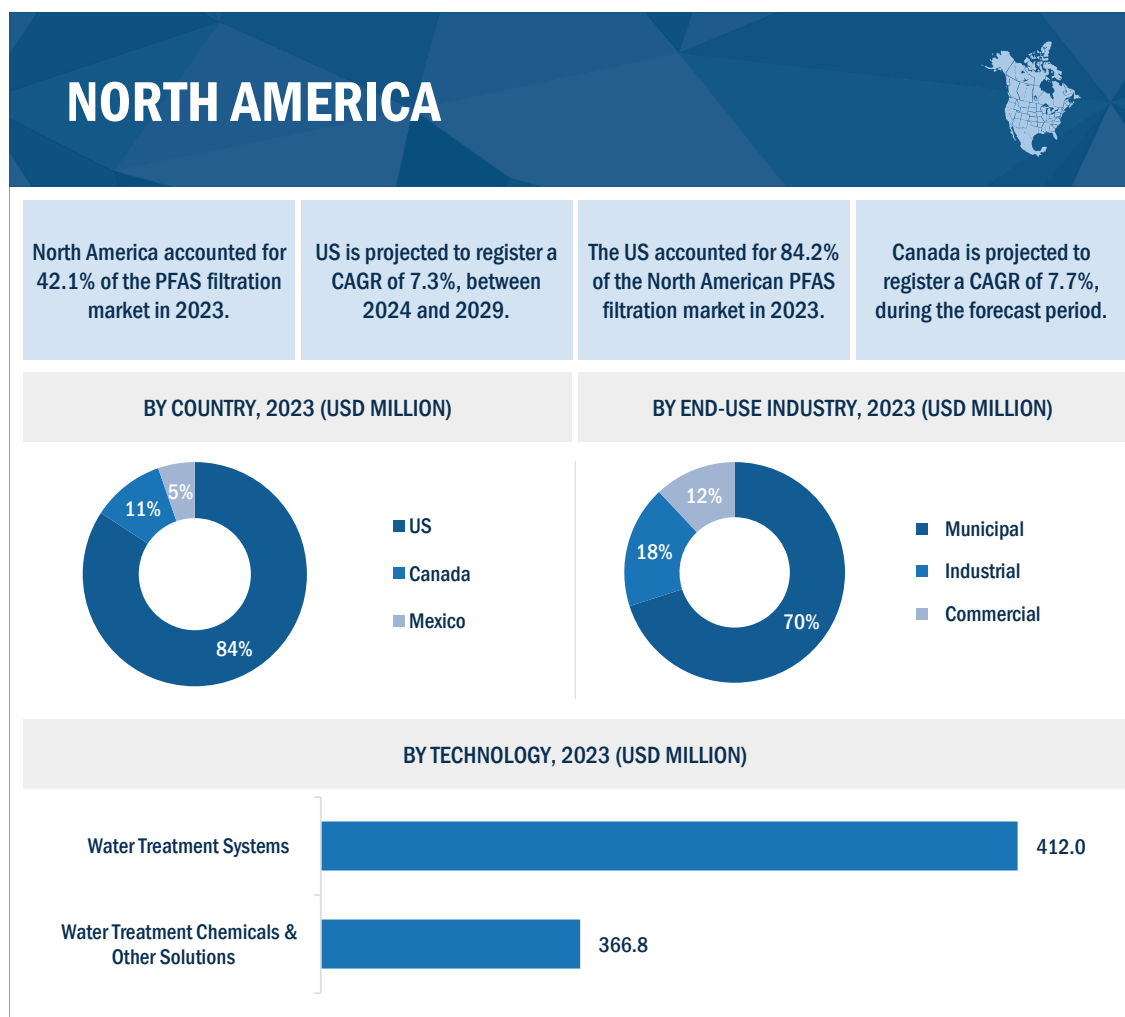 NORTH AMERICA
North America accounted for
42.1% of the PFAS filtration
market in 2023.
US is projected to register a
CAGR of 7.3%, between
2024 and 2029.
The US accounted for 84.2%
of the North American PFAS
filtration market in 2023.
Canada is projected to
register a CAGR of 7.7%,
during the forecast period.
BY COUNTRY, 2023 (USD MILLION)
5%
11%
84%
US
Canada
Mexico
BY END-USE INDUSTRY, 2023 (USD MILLION)
12%
18%
70%
Municipal
Industrial
Commercial
BY TECHNOLOGY, 2023 (USD MILLION)
Water Treatment Systems
412.0
Water Treatment Chemicals &
Other Solutions
366.8